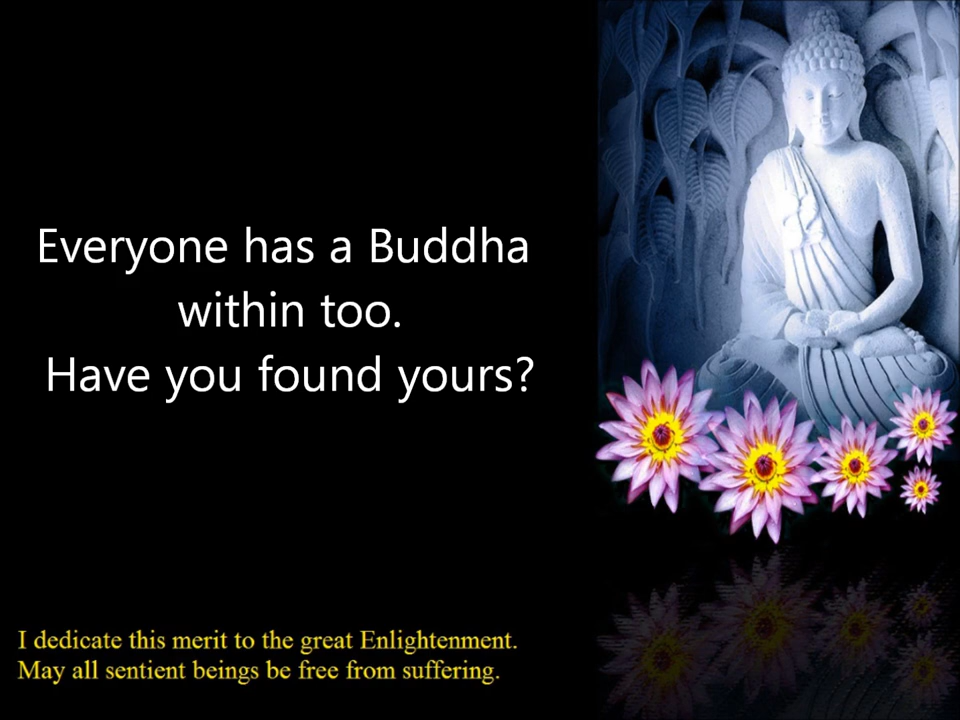 Everyone has a Buddha
within too.
Have you found yours?
I dedicate this merit to the great Enlightenment.
May all sentient beings be free from suffering.